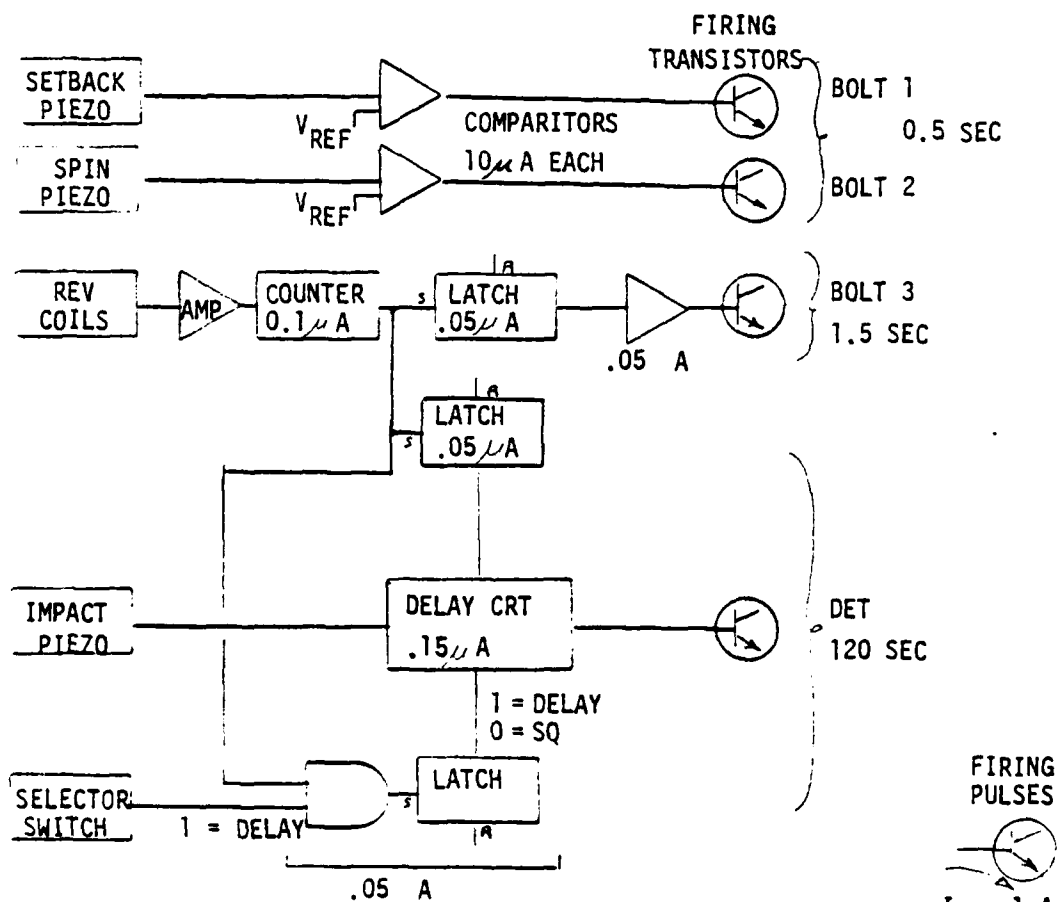 FIRING
TRANSISTORS
SETBACK
PIEZO
V REF
COMPARITORS
10μA EACH
BOLT 1
0.5 SEC
SPIN
PIEZO
V REF
BOLT 2
REV
COILS
AMP
COUNTER
0.1μA
S
R
LATCH
.05μA
.05 A
BOLT 3
1.5 SEC
R
S
LATCH
.05μA
IMPACT
PIEZO
DELAY CRT
.15μA
DET
120 SEC
1 = DELAY
0 = SQ
SELECTOR
SWITCH
1 = DELAY
S
LATCH
R
.05 A
FIRING
PULSES